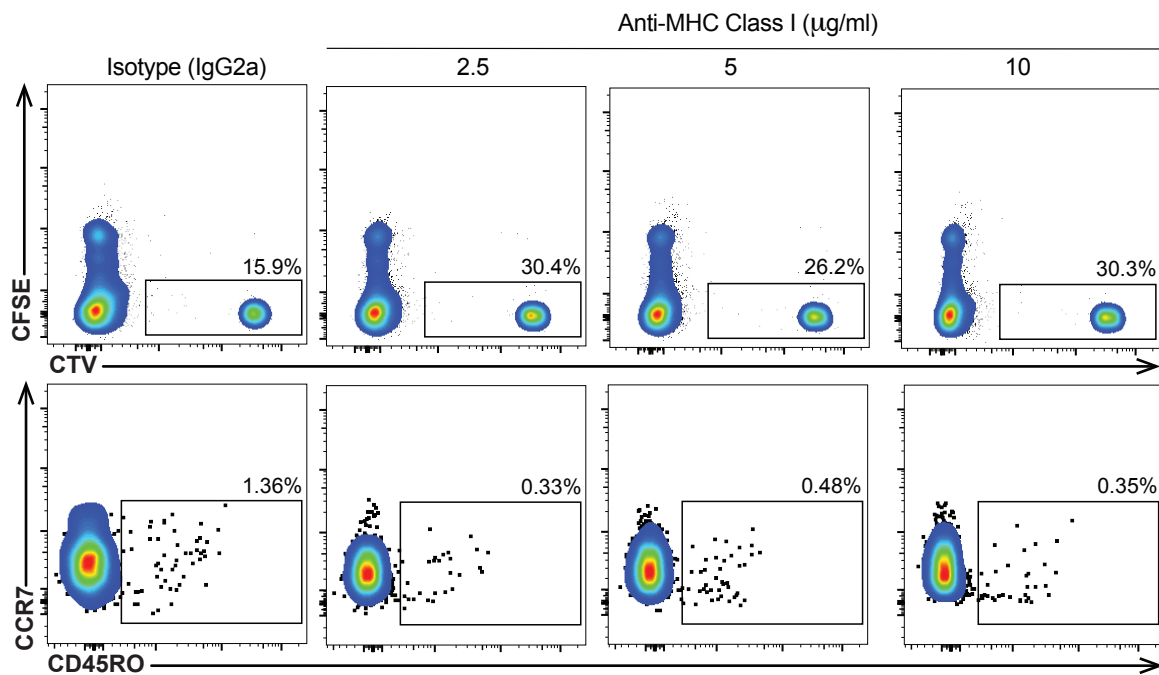 Anti-MHC Class I (μg/ml)
Isotype (IgG2a)
2.5
5
10
CFSE
15.9%
30.4%
26.2%
30.3%
CTV
CCR7
1.36%
0.33%
0.48%
0.35%
CD45RO